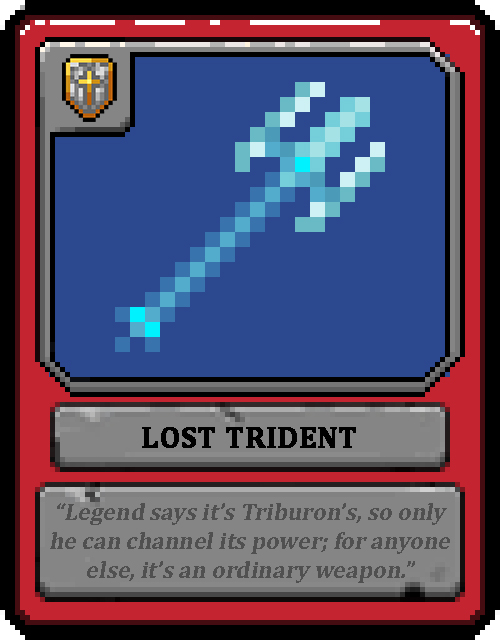 LOST TRIDENT
“Legend says it’s Triburon’s, so only
he can channel its power; for anyone
else, it’s an ordinary weapon.”